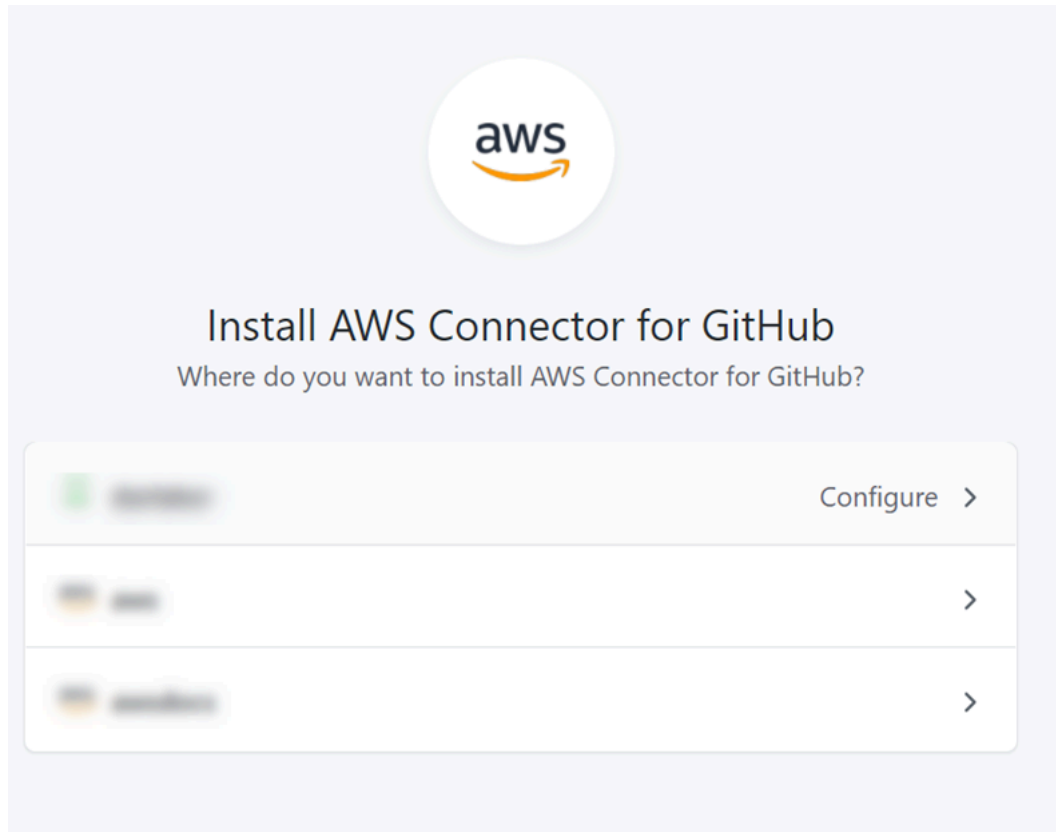 aws
Install AWS Connector for GitHub
Where do you want to install AWS Connector for GitHub?
Configure